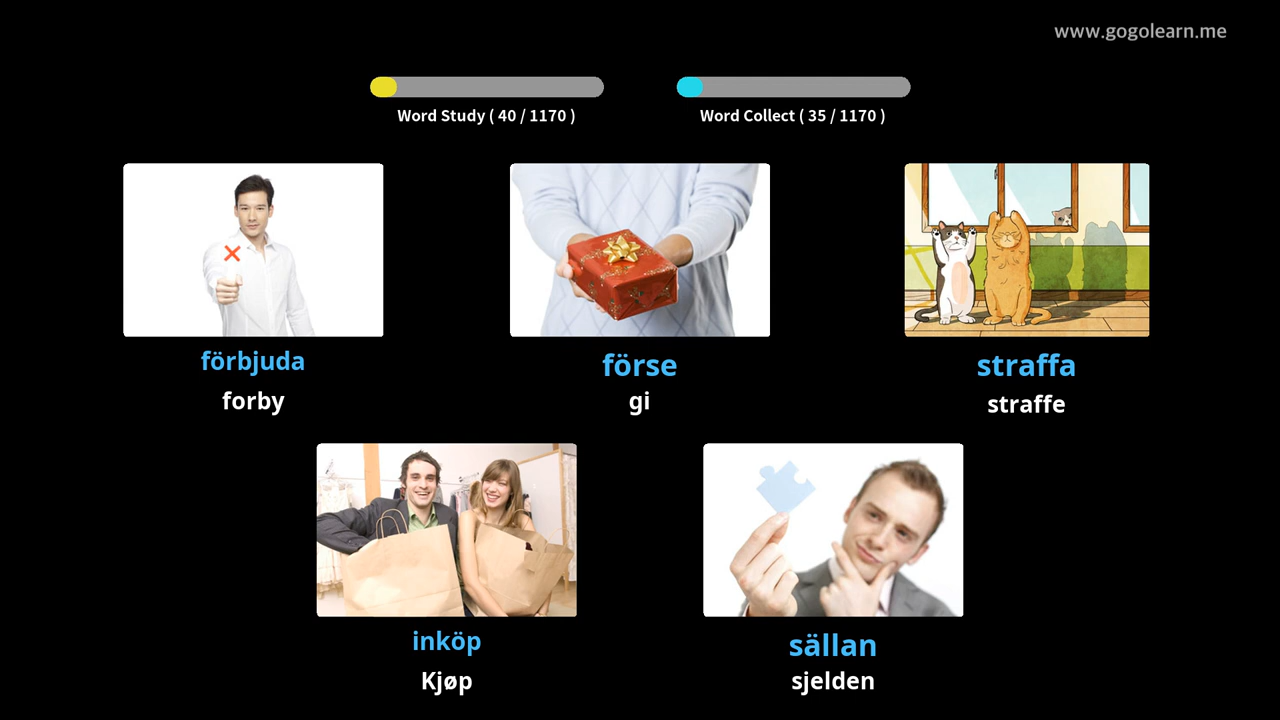 www.gogolearn.me
Word Study ( 40 / 1170 )
Word Collect ( 35 / 1170 )
förbjuda
forby
förse
gi
straffa
straffe
inköp
Kjøp
sällan
sjelden